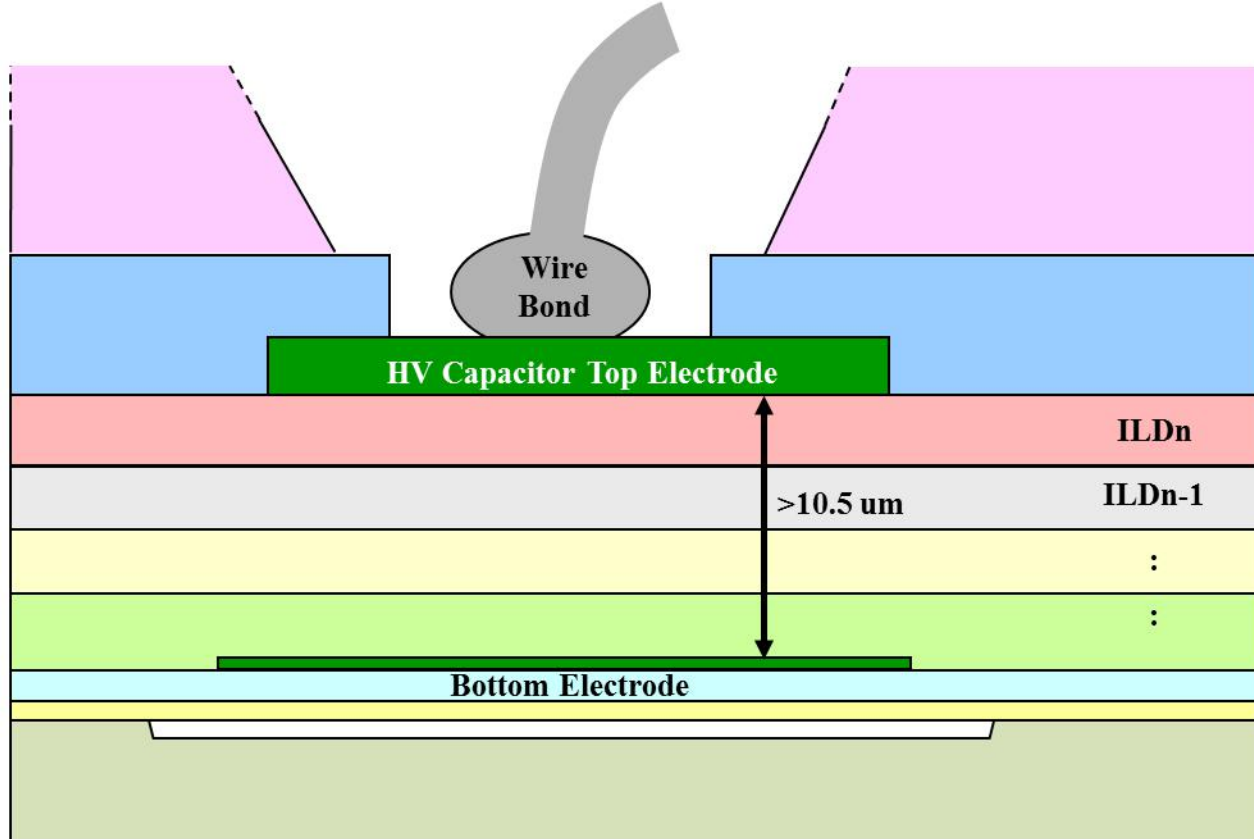 Wire
Bond
HV Capacitor Top Electrode
ILDn
ILDn-1
>10.5 um
:
:
Bottom Electrode